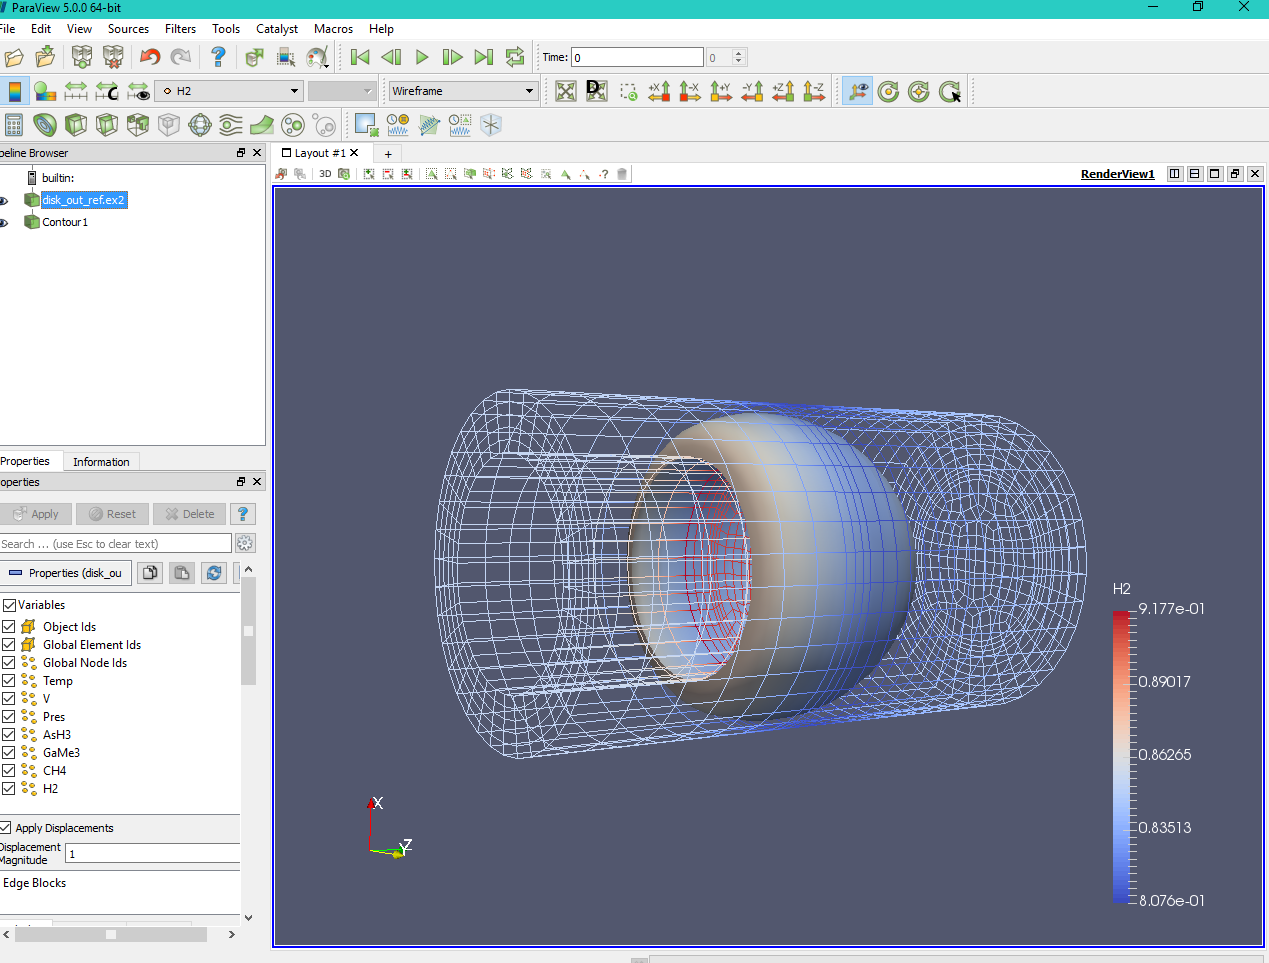 ParaView 5.0.0 64-bit
File Edit View Sources Filters Tools Catalyst Macros Help
Time: 0 0
H2 Wireframe
+X -X +Y -Y +Z -Z
peline Browser
Layout #1 +
3D
RenderView1
builtin:
disk_out_ref.ex2
Contour1
Properties Information
operties
Apply Reset Delete ?
Search ... (use Esc to clear text)
Properties (disk_ou
Variables
Object Ids
Global Element Ids
Global Node Ids
Temp
V
Pres
AsH3
GaMe3
CH4
H2
Apply Displacements
Displacement
Magnitude
1
Edge Blocks
X
Z
Y
H2
9.177e-01
0.89017
0.86265
0.83513
8.076e-01